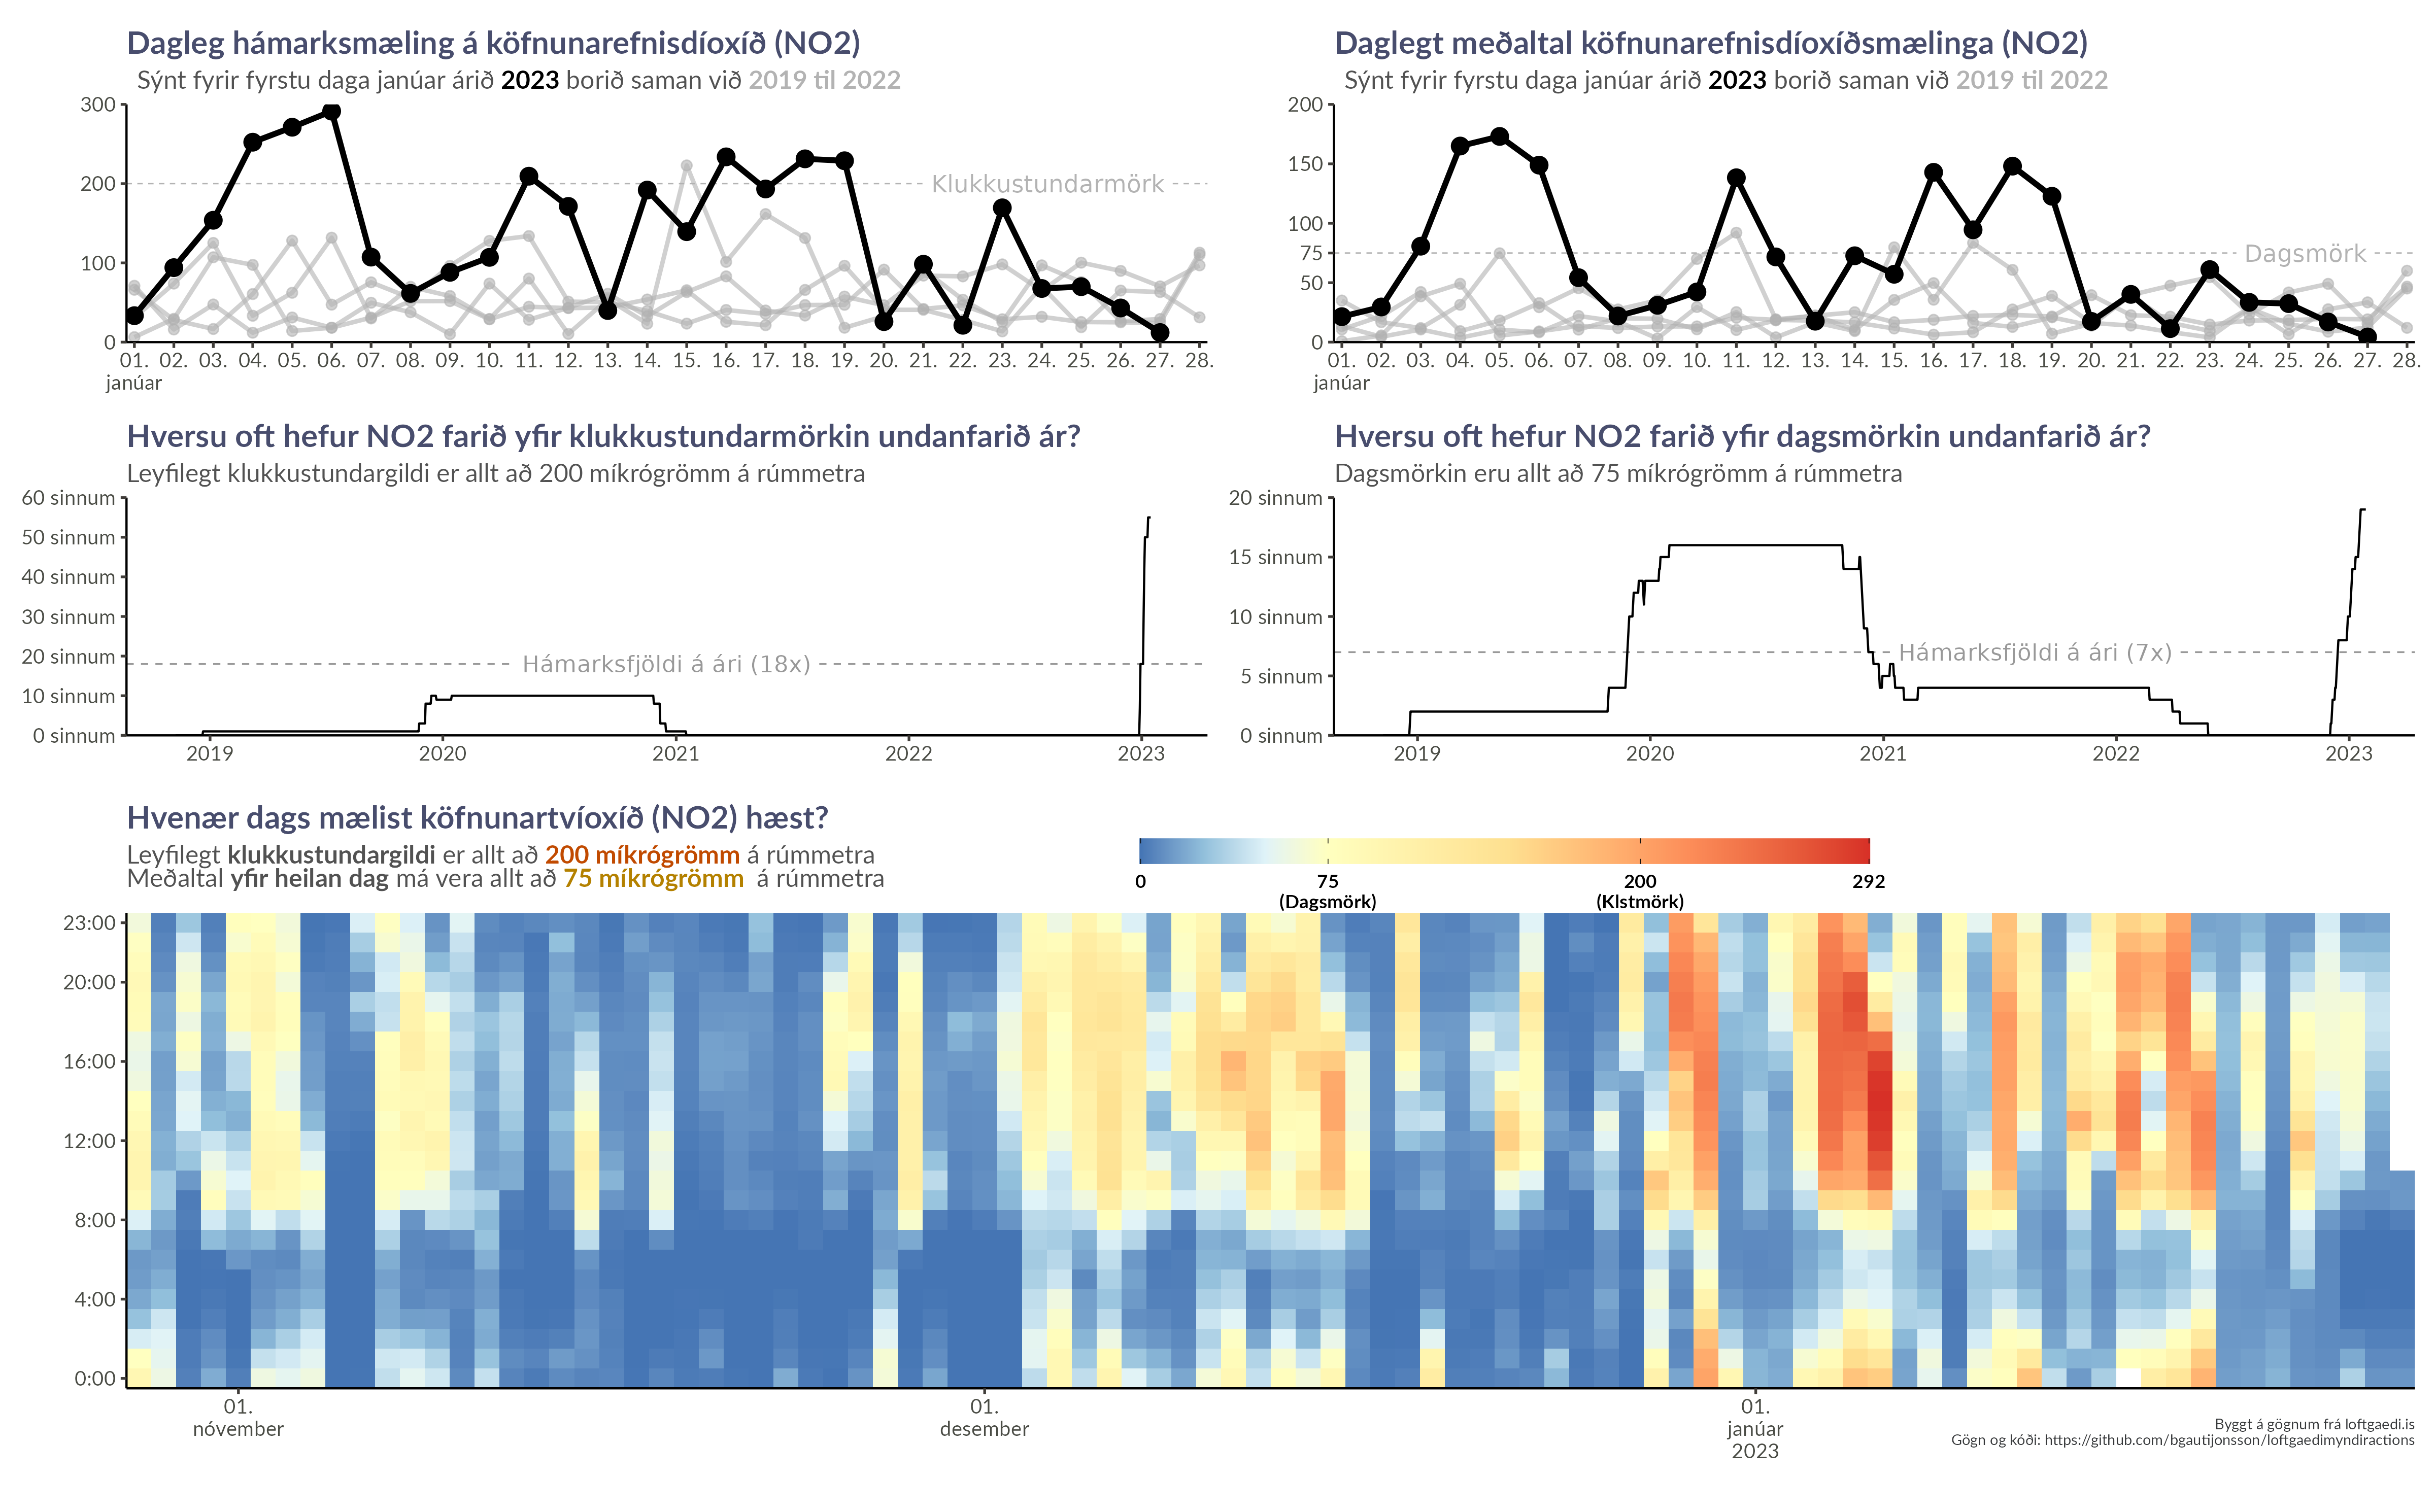 Dagleg hámarksmæling á köfnunarefnisdíoxíð (NO2)
Sýnt fyrir fyrstu daga janúar árið 2023 borið saman við 2019 til 2022
300
200
100
0
Klukkustundarmörk
01. 02. 03. 04. 05. 06. 07. 08. 09. 10. 11. 12. 13. 14. 15. 16. 17. 18. 19. 20. 21. 22. 23. 24. 25. 26. 27. 28.
janúar
Daglegt meðaltal köfnunarefnisdíoxíðsmælinga (NO2)
Sýnt fyrir fyrstu daga janúar árið 2023 borið saman við 2019 til 2022
200
150
100
75
50
0
Dagsmörk
01. 02. 03. 04. 05. 06. 07. 08. 09. 10. 11. 12. 13. 14. 15. 16. 17. 18. 19. 20. 21. 22. 23. 24. 25. 26. 27. 28.
janúar
Hversu oft hefur NO2 farið yfir klukkustundarmörkin undanfarið ár?
Leyfilegt klukkustundargildi er allt að 200 míkrógrömm á rúmmetra
60 sinnum
50 sinnum
40 sinnum
30 sinnum
20 sinnum
10 sinnum
0 sinnum
Hámarksfjöldi á ári (18x)
2019 2020 2021 2022 2023
Hversu oft hefur NO2 farið yfir dagsmörkin undanfarið ár?
Dagsmörkin eru allt að 75 míkrógrömm á rúmmetra
20 sinnum
15 sinnum
10 sinnum
5 sinnum
0 sinnum
Hámarksfjöldi á ári (7x)
2019 2020 2021 2022 2023
Hvenær dags mælist köfnunartvíoxíð (NO2) hæst?
Leyfilegt klukkustundargildi er allt að 200 míkrógrömm á rúmmetra
Meðaltal yfir heilan dag má vera allt að 75 míkrógrömm á rúmmetra
0 75 200 292
(Dagsmörk) (Klstmörk)
23:00
20:00
16:00
12:00
8:00
4:00
0:00
01. 01. 01.
nóvember desember janúar
2023
Byggt á gögnum frá loftgaedi.is
Gögn og kóði: https://github.com/bgautijonsson/loftgaedimyndiractions